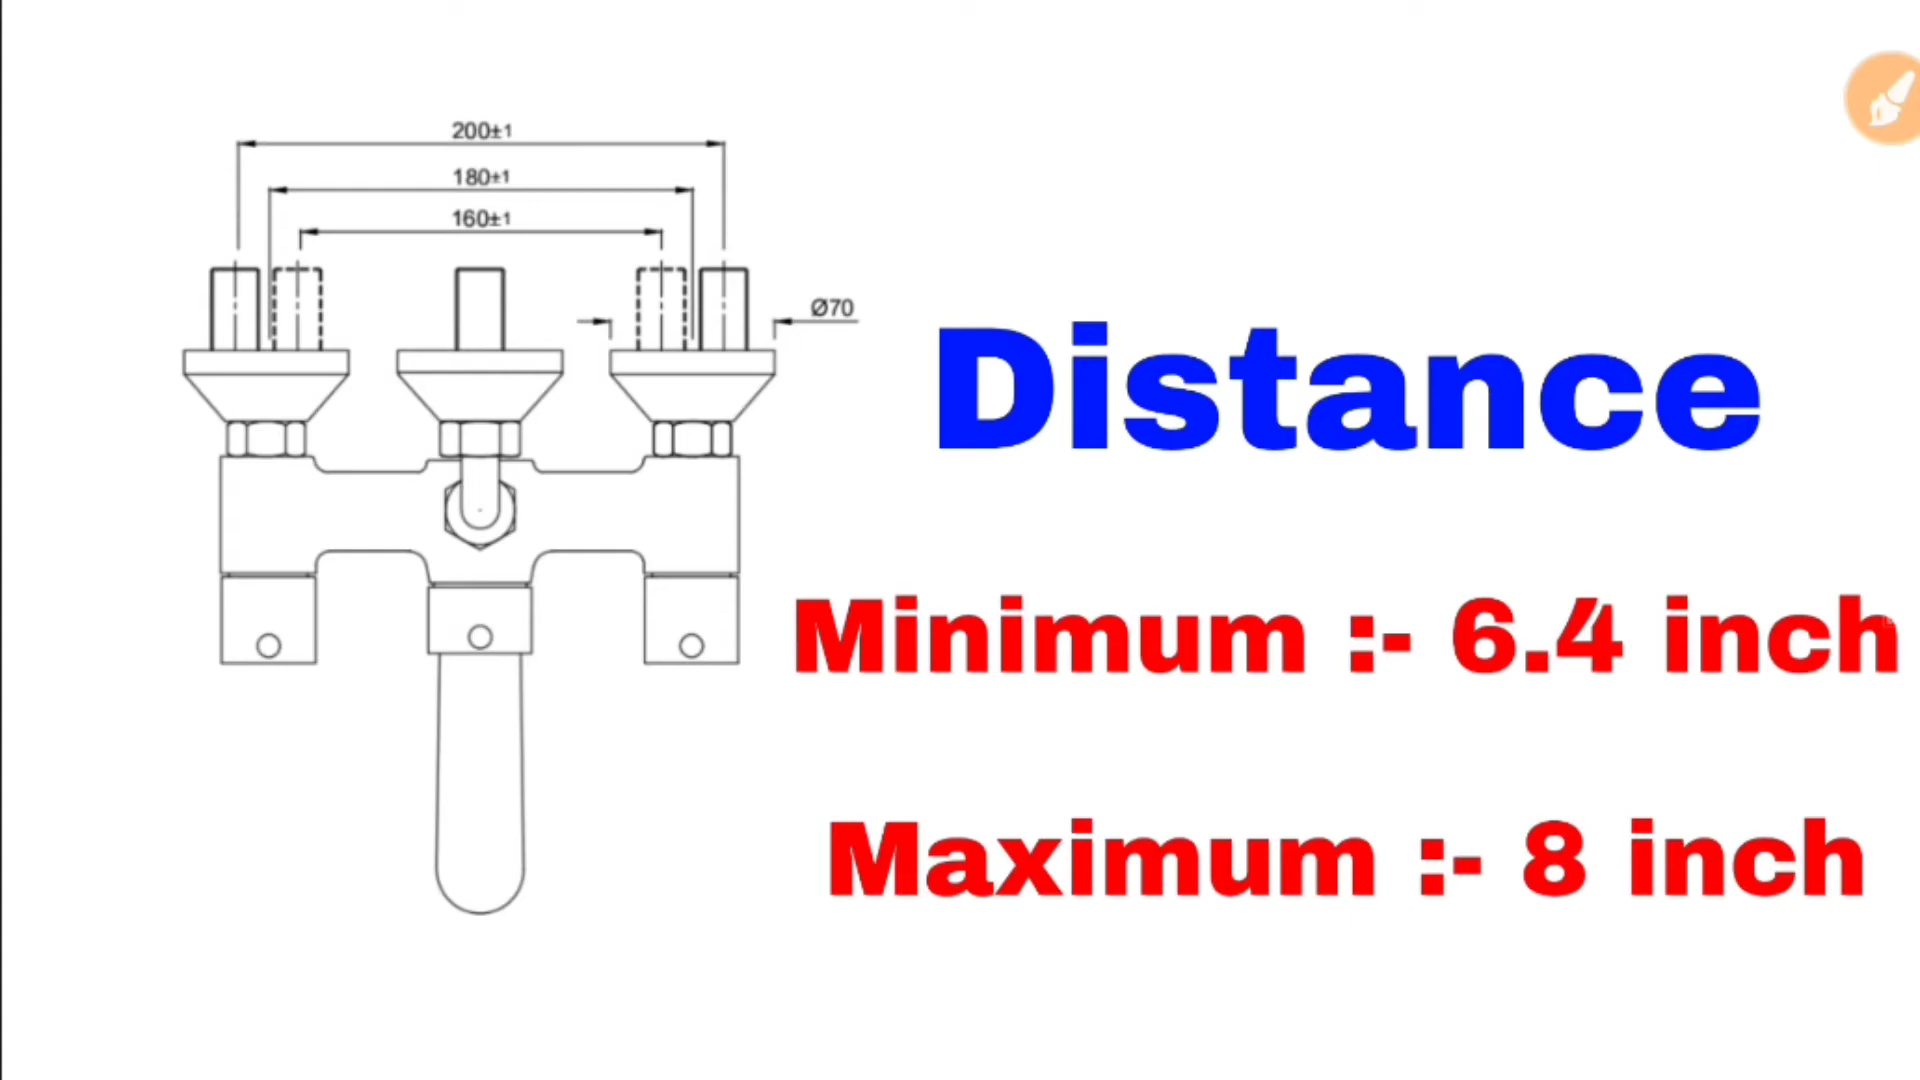 200±1
180±1
160±1
Ø70
Distance
Minimum :- 6.4 inch
Maximum :- 8 inch